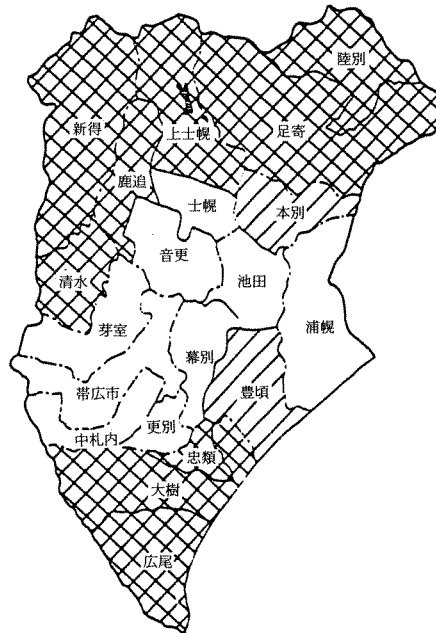 陸別
新得
上士幌
足寄
鹿追
士幌
本別
音更
池田
清水
浦幌
芽室
幕別
帯広市
豊頃
更別
中札内
忠類
大樹
広尾